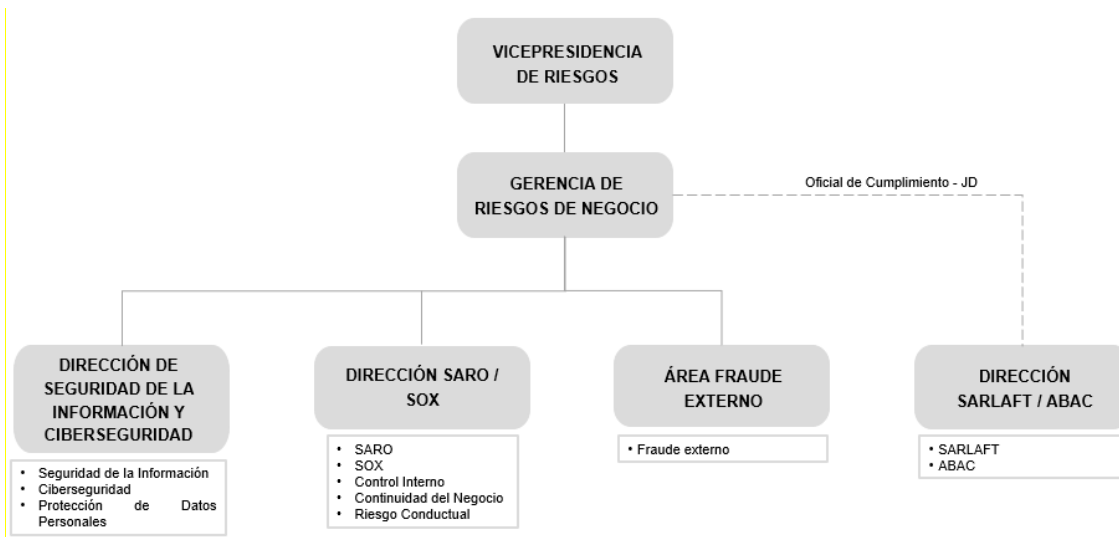 VICEPRESIDENCIA
DE RIESGOS
GERENCIA DE
RIESGOS DE NEGOCIO
Oficial de Cumplimiento - JD
DIRECCIÓN DE
SEGURIDAD DE LA
INFORMACIÓN Y
CIBERSEGURIDAD
• Seguridad de la Información
• Ciberseguridad
• Protección de Datos
Personales
DIRECCIÓN SARO /
SOX
• SARO
• SOX
• Control Interno
• Continuidad del Negocio
• Riesgo Conductual
ÁREA FRAUDE
EXTERNO
• Fraude externo
DIRECCIÓN
SARLAFT / ABAC
• SARLAFT
• ABAC